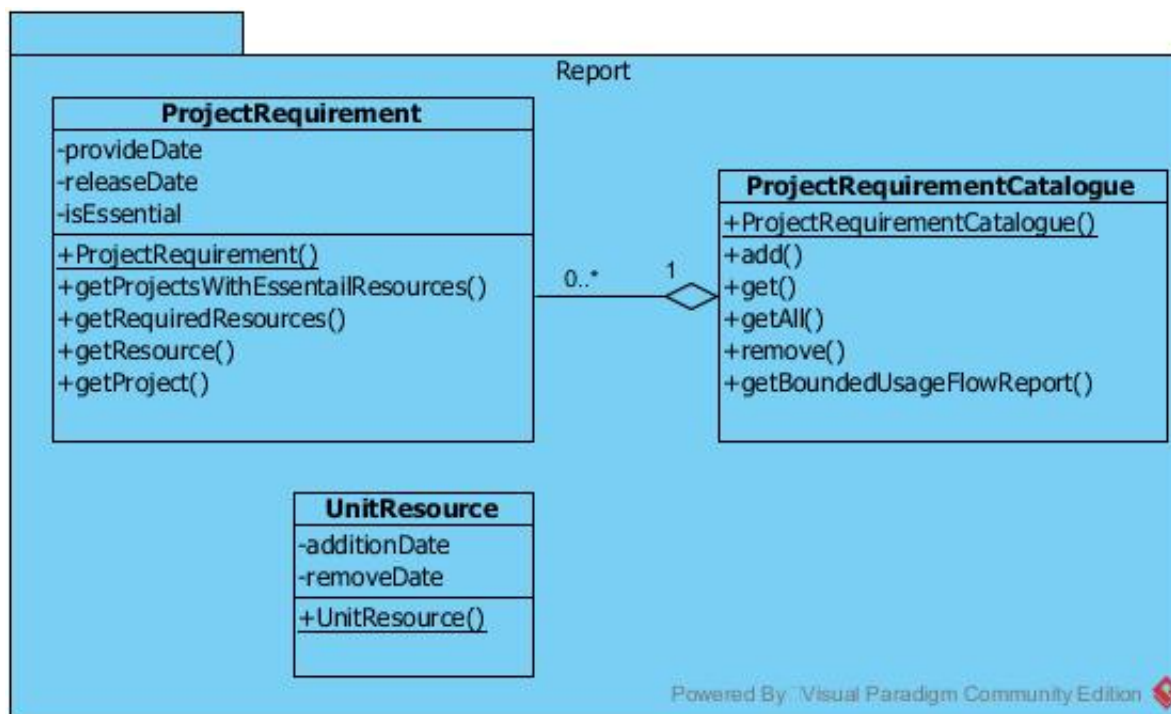 Report
ProjectRequirement
-provideDate
-releaseDate
-isEssential
+ProjectRequirement()
+getProjectsWithEssentailResources()
+getRequiredResources()
+getResource()
+getProject()
0..*
1
ProjectRequirementCatalogue
+ProjectRequirementCatalogue()
+add()
+get()
+getAll()
+remove()
+getBoundedUsageFlowReport()
UnitResource
-additionDate
-removeDate
+UnitResource()
Powered By Visual Paradigm Community Edition